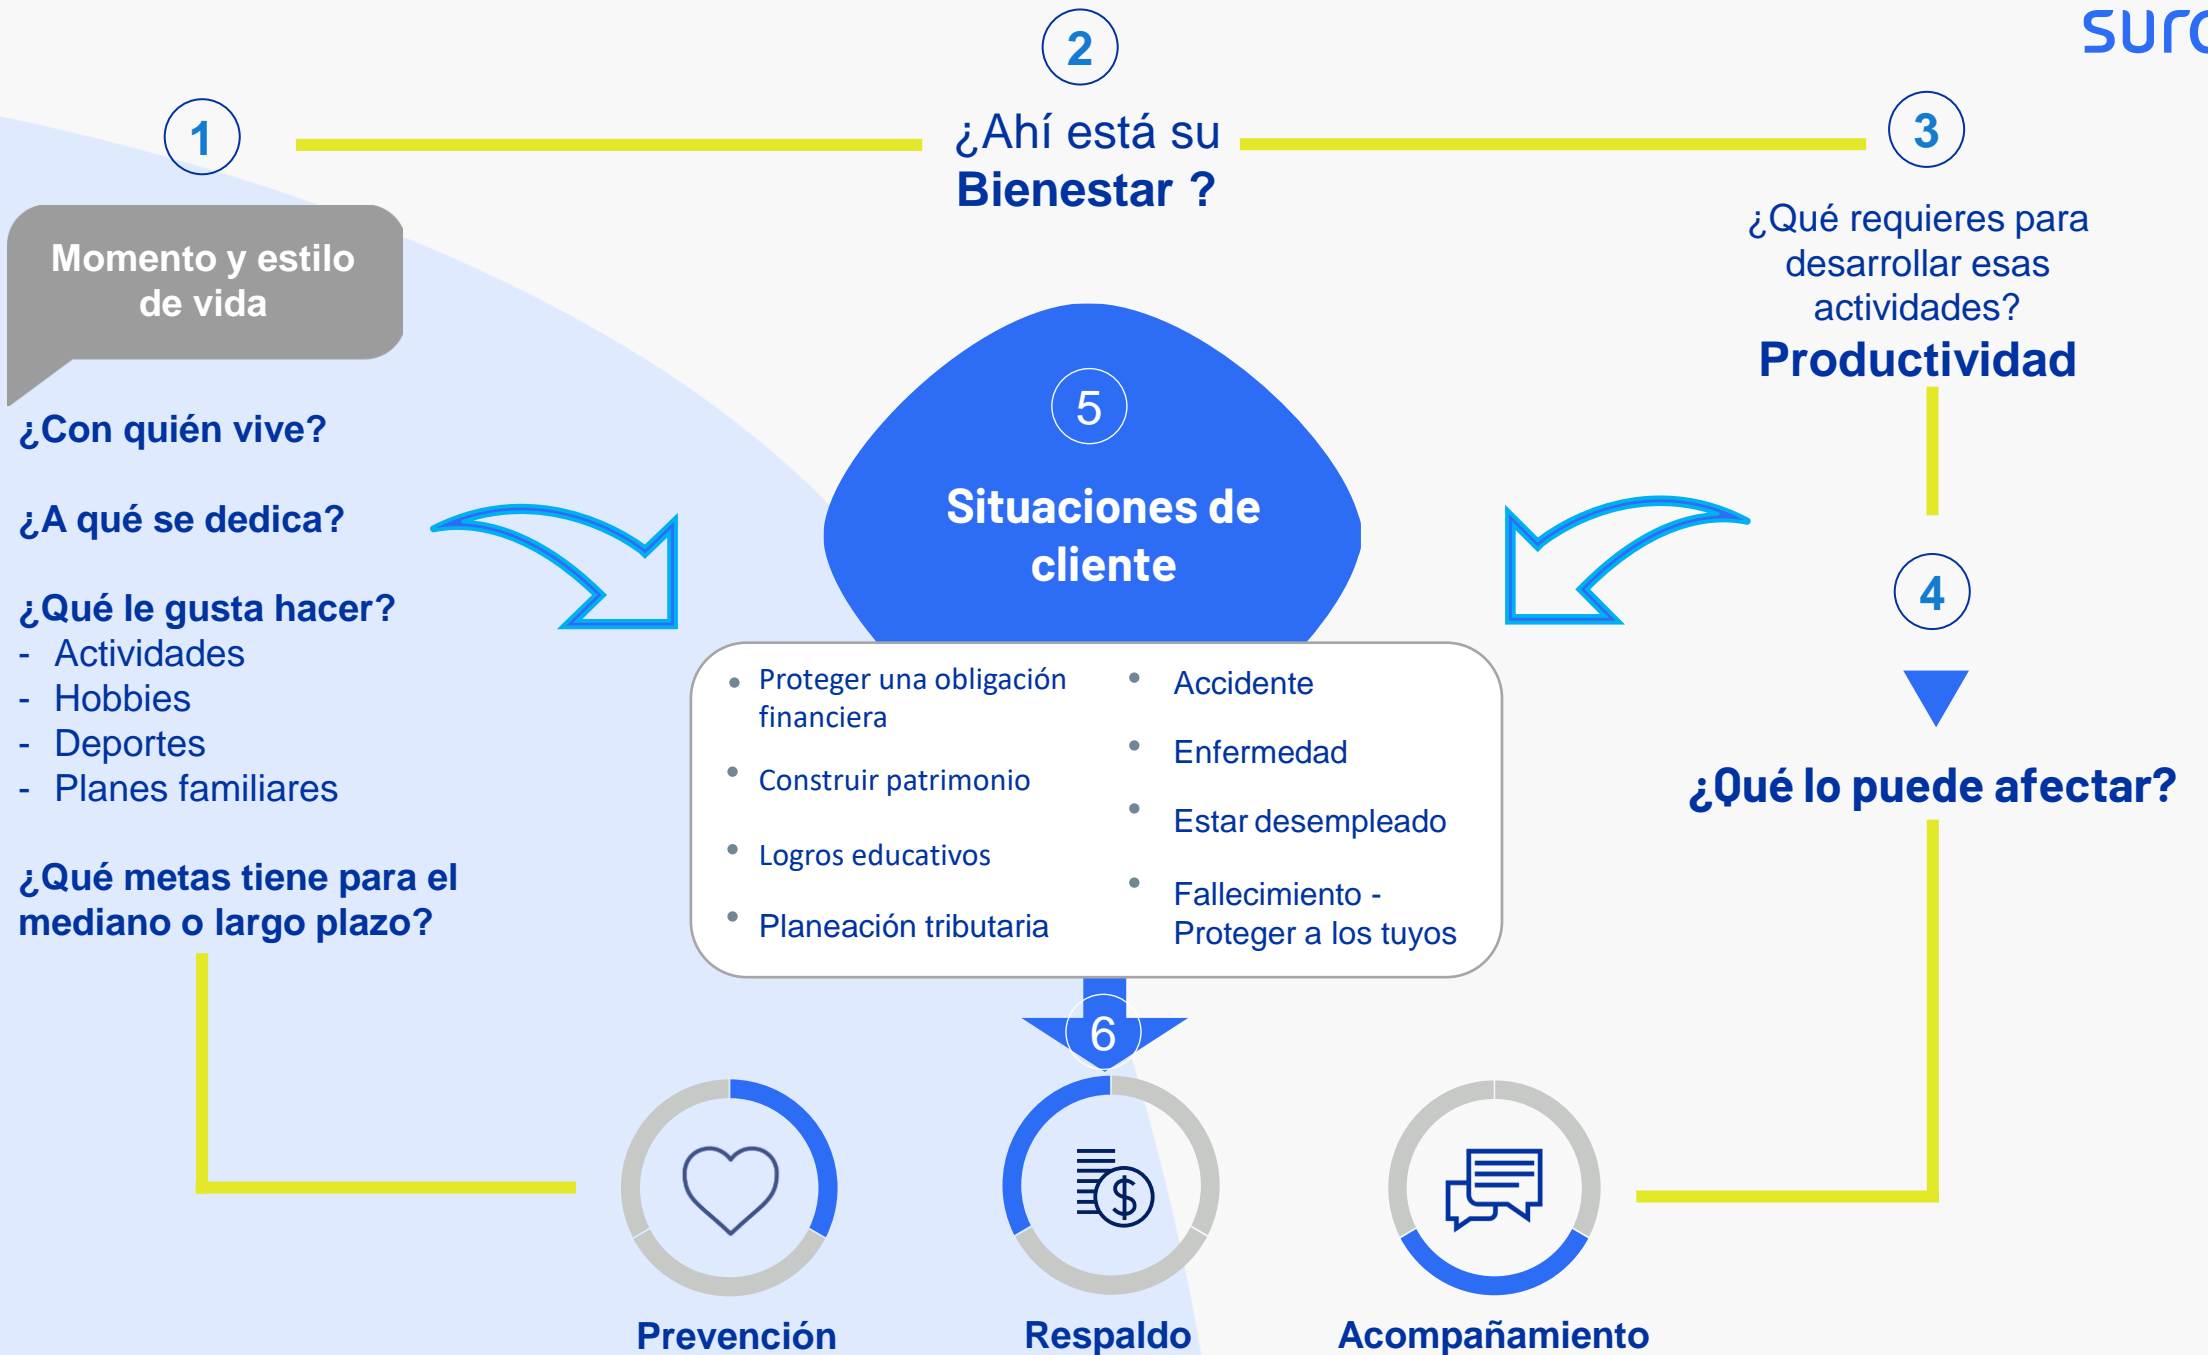 1
Momento y estilo
de vida
¿Con quién vive?
¿A qué se dedica?
¿Qué le gusta hacer?
- Actividades
- Hobbies
- Deportes
- Planes familiares
¿Qué metas tiene para el
mediano o largo plazo?
2
¿Ahí está su
Bienestar ?
3
¿Qué requieres para
desarrollar esas
actividades?
Productividad
4
¿Qué lo puede afectar?
5
Situaciones de
cliente
• Proteger una obligación
financiera
• Construir patrimonio
• Logros educativos
• Planeación tributaria
• Accidente
• Enfermedad
• Estar desempleado
• Fallecimiento -
Proteger a los tuyos
6
$
Prevención
Respaldo
Acompañamiento